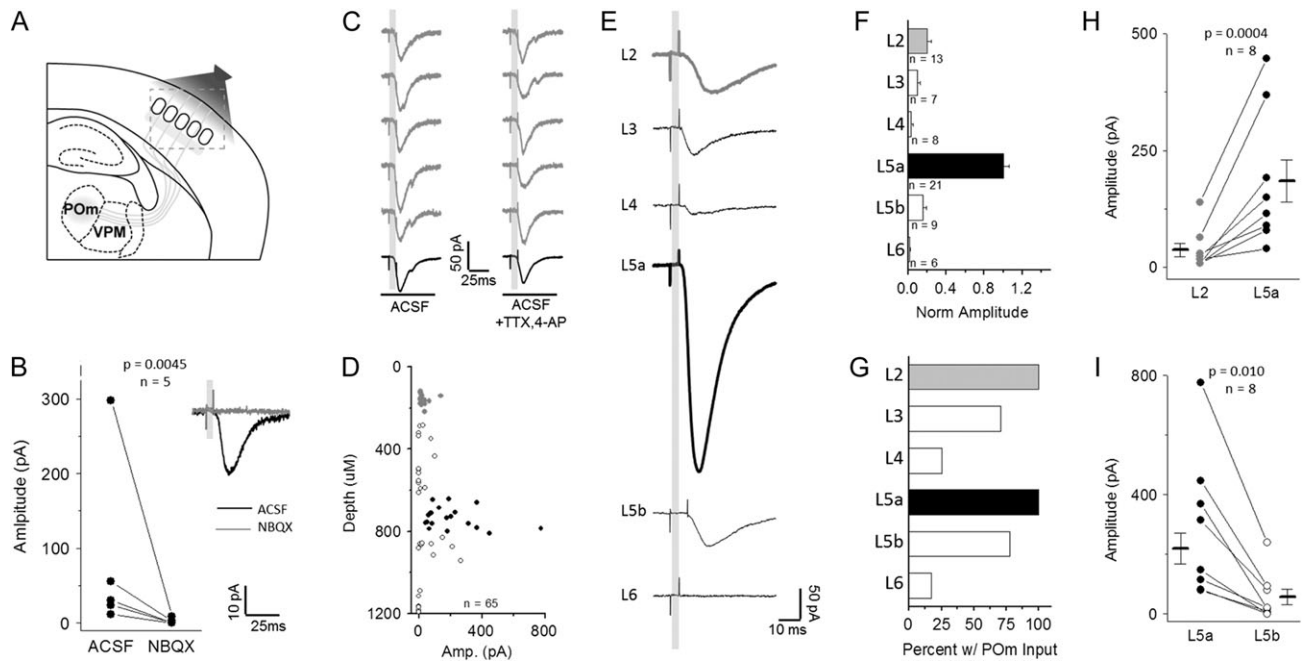 A
POm
VPM
B
p = 0.0045
n = 5
Amlpitude (pA)
300
200
100
0
ACSF
NBQX
ACSF
NBQX
10 pA
25ms
C
50 pA
25ms
ACSF
ACSF
+TTX,4-AP
D
Depth (uM)
0
400
800
1200
n = 65
0
400
800
Amp. (pA)
E
L2
L3
L4
L5a
L5b
L6
50 pA
10 ms
F
L2
n = 13
L3
n = 7
L4
n = 8
L5a
n = 21
L5b
n = 9
L6
n = 6
0.0
0.4
0.8
1.2
Norm Amplitude
G
L2
L3
L4
L5a
L5b
L6
0
25
50
75
100
Percent w/ POm Input
H
p = 0.0004
n = 8
Amplitude (pA)
500
250
0
L2
L5a
I
p = 0.010
n = 8
Amplitude (pA)
800
400
0
L5a
L5b